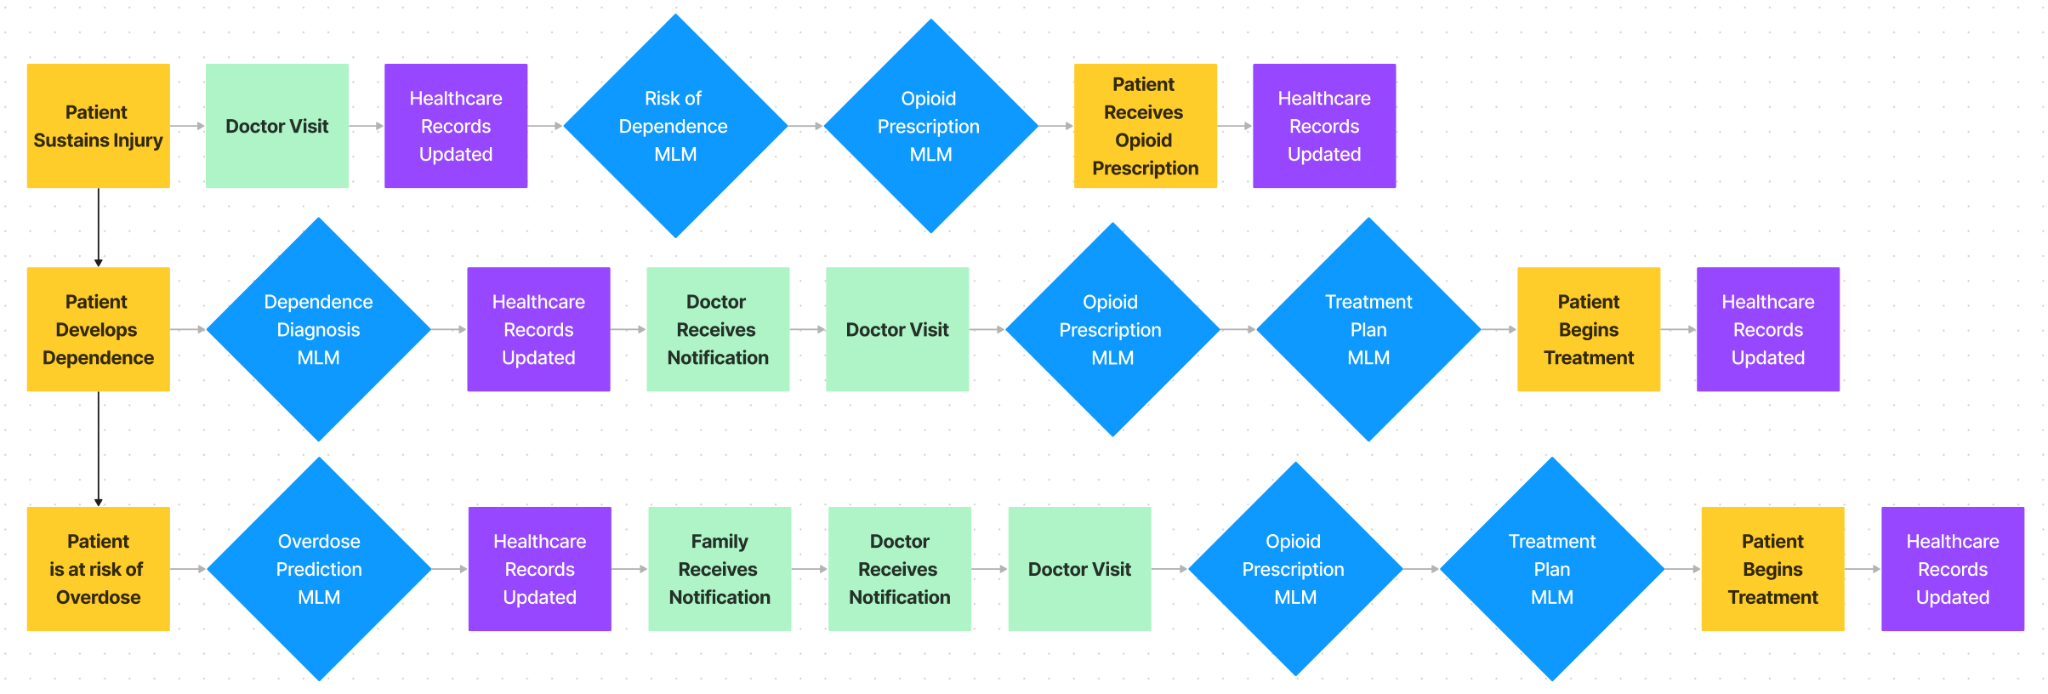 Patient
Sustains Injury
Doctor Visit
Healthcare
Records
Updated
Risk of
Dependence
MLM
Opioid
Prescription
MLM
Patient
Receives
Opioid
Prescription
Healthcare
Records
Updated
Patient
Develops
Dependence
Dependence
Diagnosis
MLM
Healthcare
Records
Updated
Doctor
Receives
Notification
Doctor Visit
Opioid
Prescription
MLM
Treatment
Plan
MLM
Patient
Begins
Treatment
Healthcare
Records
Updated
Patient
is at risk of
Overdose
Overdose
Prediction
MLM
Healthcare
Records
Updated
Family
Receives
Notification
Doctor
Receives
Notification
Doctor Visit
Opioid
Prescription
MLM
Treatment
Plan
MLM
Patient
Begins
Treatment
Healthcare
Records
Updated